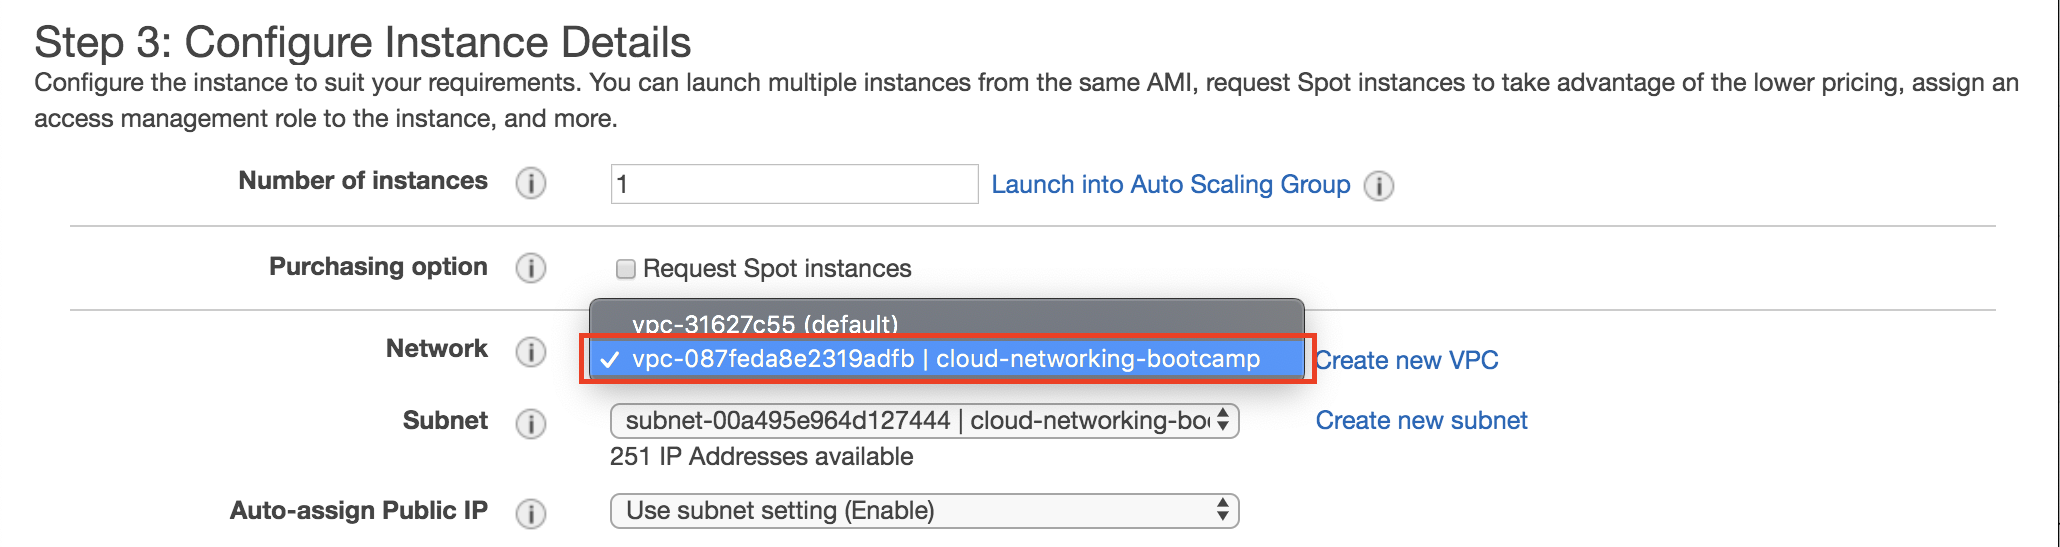 Step 3: Configure Instance Details
Configure the instance to suit your requirements. You can launch multiple instances from the same AMI, request Spot instances to take advantage of the lower pricing, assign an
access management role to the instance, and more.
Number of instances i 1 Launch into Auto Scaling Group i
Purchasing option i Request Spot instances
vpc-31627c55 (default)
Network i vpc-087feda8e2319adfb | cloud-networking-bootcamp Create new VPC
Subnet i subnet-00a495e964d127444 | cloud-networking-bo Create new subnet
251 IP Addresses available
Auto-assign Public IP i Use subnet setting (Enable)